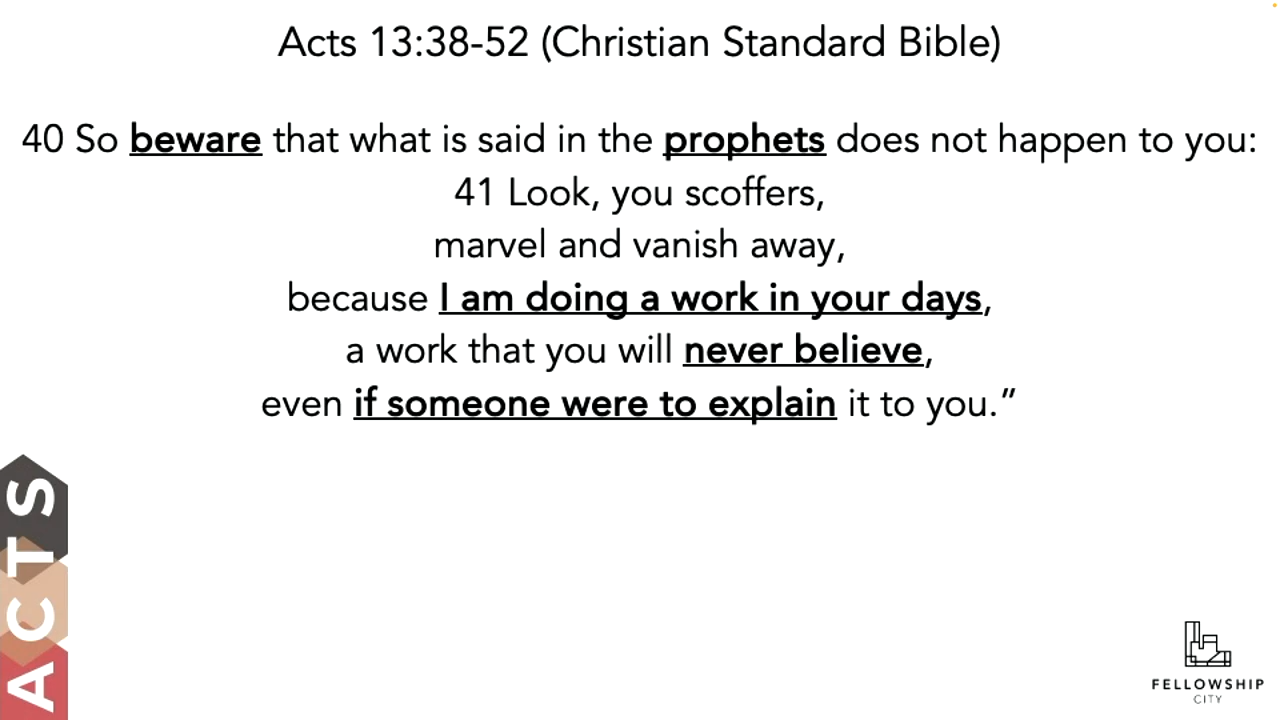 Acts 13:38-52 (Christian Standard Bible)
40 So beware that what is said in the prophets does not happen to you:
41 Look, you scoffers,
marvel and vanish away,
because I am doing a work in your days,
a work that you will never believe,
even if someone were to explain it to you.”
ACTS
FELLOWSHIP
CITY